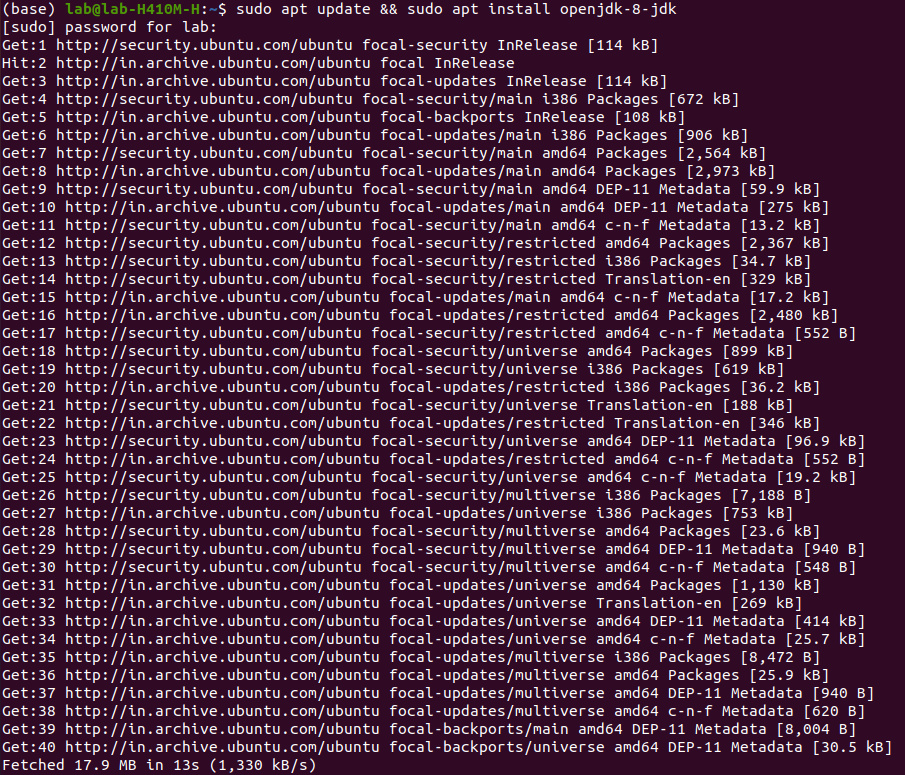 (base) lab@lab-H410M-H:~$ sudo apt update && sudo apt install openjdk-8-jdk
[sudo] password for lab:
Get:1 http://security.ubuntu.com/ubuntu focal-security InRelease [114 kB]
Hit:2 http://in.archive.ubuntu.com/ubuntu focal InRelease
Get:3 http://in.archive.ubuntu.com/ubuntu focal-updates InRelease [114 kB]
Get:4 http://security.ubuntu.com/ubuntu focal-security/main i386 Packages [672 kB]
Get:5 http://in.archive.ubuntu.com/ubuntu focal-backports InRelease [108 kB]
Get:6 http://in.archive.ubuntu.com/ubuntu focal-updates/main i386 Packages [906 kB]
Get:7 http://security.ubuntu.com/ubuntu focal-security/main amd64 Packages [2,564 kB]
Get:8 http://in.archive.ubuntu.com/ubuntu focal-updates/main amd64 Packages [2,973 kB]
Get:9 http://security.ubuntu.com/ubuntu focal-security/main amd64 DEP-11 Metadata [59.9 kB]
Get:10 http://in.archive.ubuntu.com/ubuntu focal-updates/main amd64 DEP-11 Metadata [275 kB]
Get:11 http://security.ubuntu.com/ubuntu focal-security/main amd64 c-n-f Metadata [13.2 kB]
Get:12 http://security.ubuntu.com/ubuntu focal-security/restricted amd64 Packages [2,367 kB]
Get:13 http://security.ubuntu.com/ubuntu focal-security/restricted i386 Packages [34.7 kB]
Get:14 http://security.ubuntu.com/ubuntu focal-security/restricted Translation-en [329 kB]
Get:15 http://in.archive.ubuntu.com/ubuntu focal-updates/main amd64 c-n-f Metadata [17.2 kB]
Get:16 http://in.archive.ubuntu.com/ubuntu focal-updates/restricted amd64 Packages [2,480 kB]
Get:17 http://security.ubuntu.com/ubuntu focal-security/restricted amd64 c-n-f Metadata [552 B]
Get:18 http://security.ubuntu.com/ubuntu focal-security/universe amd64 Packages [899 kB]
Get:19 http://security.ubuntu.com/ubuntu focal-security/universe i386 Packages [619 kB]
Get:20 http://in.archive.ubuntu.com/ubuntu focal-updates/restricted i386 Packages [36.2 kB]
Get:21 http://security.ubuntu.com/ubuntu focal-security/universe Translation-en [188 kB]
Get:22 http://in.archive.ubuntu.com/ubuntu focal-updates/restricted Translation-en [346 kB]
Get:23 http://security.ubuntu.com/ubuntu focal-security/universe amd64 DEP-11 Metadata [96.9 kB]
Get:24 http://in.archive.ubuntu.com/ubuntu focal-updates/restricted amd64 c-n-f Metadata [552 B]
Get:25 http://security.ubuntu.com/ubuntu focal-security/universe amd64 c-n-f Metadata [19.2 kB]
Get:26 http://security.ubuntu.com/ubuntu focal-security/multiverse i386 Packages [7,188 B]
Get:27 http://in.archive.ubuntu.com/ubuntu focal-updates/universe i386 Packages [753 kB]
Get:28 http://security.ubuntu.com/ubuntu focal-security/multiverse amd64 Packages [23.6 kB]
Get:29 http://security.ubuntu.com/ubuntu focal-security/multiverse amd64 DEP-11 Metadata [940 B]
Get:30 http://security.ubuntu.com/ubuntu focal-security/multiverse amd64 c-n-f Metadata [548 B]
Get:31 http://in.archive.ubuntu.com/ubuntu focal-updates/universe amd64 Packages [1,130 kB]
Get:32 http://in.archive.ubuntu.com/ubuntu focal-updates/universe Translation-en [269 kB]
Get:33 http://in.archive.ubuntu.com/ubuntu focal-updates/universe amd64 DEP-11 Metadata [414 kB]
Get:34 http://in.archive.ubuntu.com/ubuntu focal-updates/universe amd64 c-n-f Metadata [25.7 kB]
Get:35 http://in.archive.ubuntu.com/ubuntu focal-updates/multiverse i386 Packages [8,472 B]
Get:36 http://in.archive.ubuntu.com/ubuntu focal-updates/multiverse amd64 Packages [25.9 kB]
Get:37 http://in.archive.ubuntu.com/ubuntu focal-updates/multiverse amd64 DEP-11 Metadata [940 B]
Get:38 http://in.archive.ubuntu.com/ubuntu focal-updates/multiverse amd64 c-n-f Metadata [620 B]
Get:39 http://in.archive.ubuntu.com/ubuntu focal-backports/main amd64 DEP-11 Metadata [8,004 B]
Get:40 http://in.archive.ubuntu.com/ubuntu focal-backports/universe amd64 DEP-11 Metadata [30.5 kB]
Fetched 17.9 MB in 13s (1,330 kB/s)